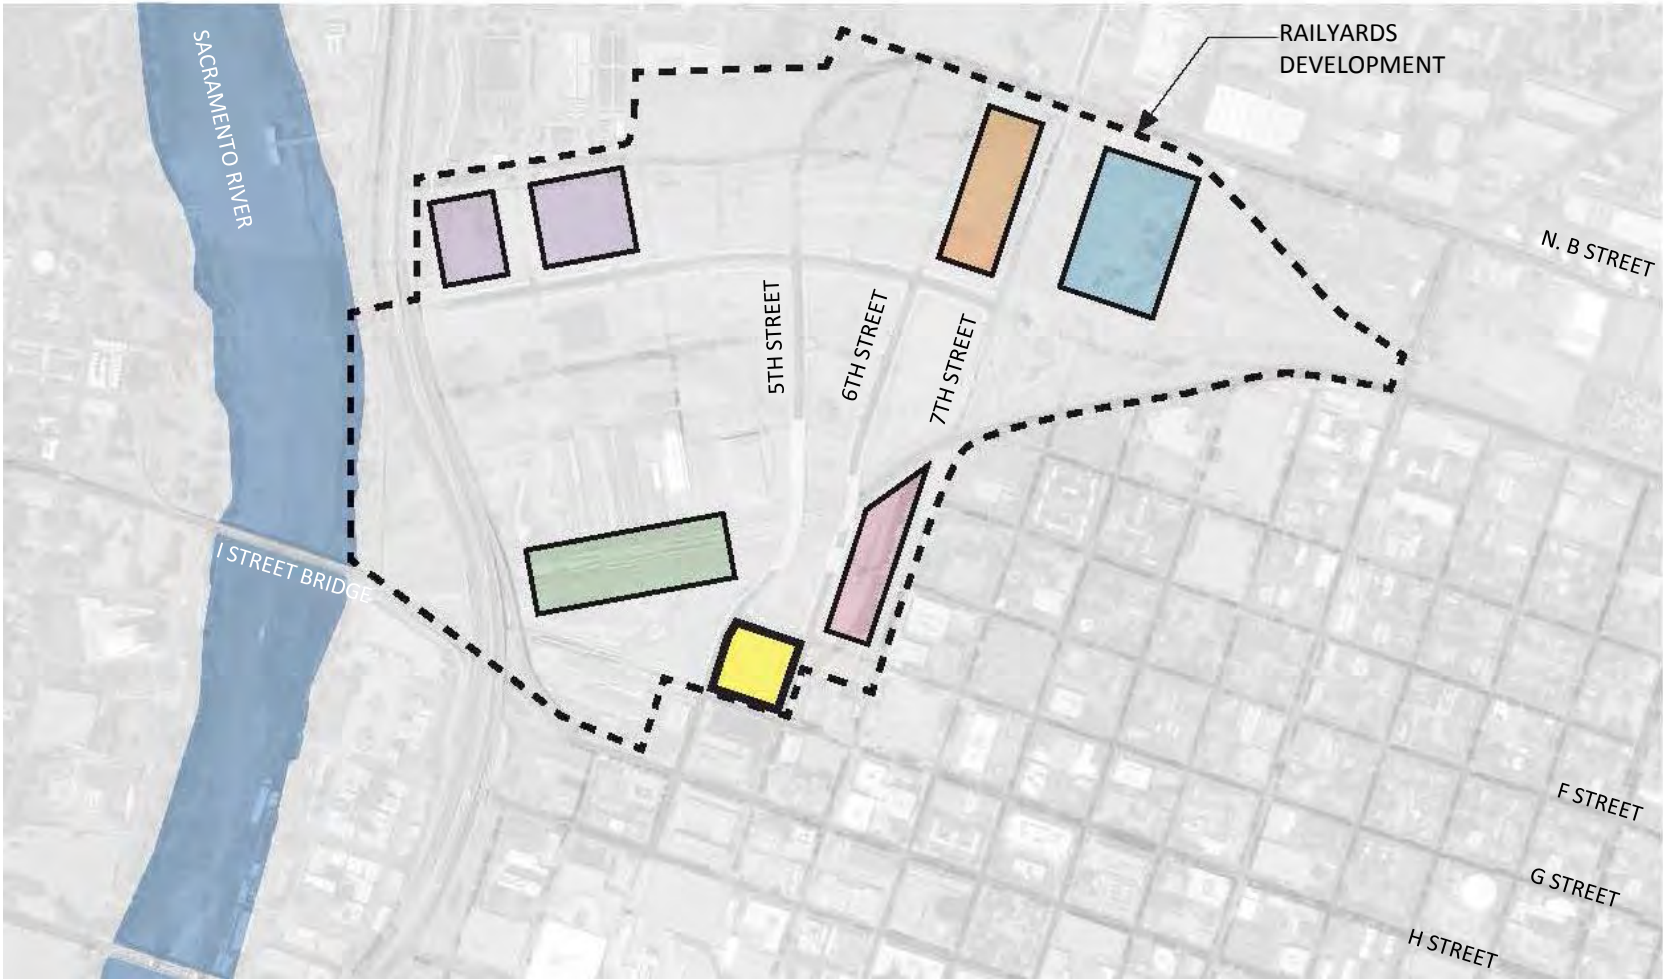 RAILYARDS
DEVELOPMENT
SACRAMENTO RIVER
N. B STREET
5TH STREET
6TH STREET
7TH STREET
I STREET BRIDGE
F STREET
G STREET
H STREET